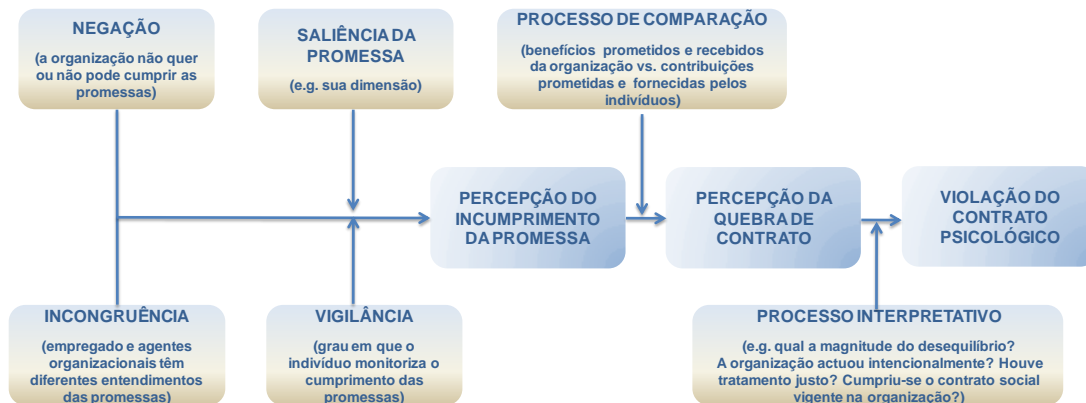 NEGAÇÃO
(a organização não quer
ou não pode cumprir as
promessas)
SALIÊNCIA DA
PROMESSA
(e.g. sua dimensão)
PROCESSO DE COMPARAÇÃO
(benefícios prometidos e recebidos
da organização vs. contribuições
prometidas e fornecidas pelos
indivíduos)
PERCEPÇÃO DO
INCUMPRIMENTO
DA PROMESSA
PERCEPÇÃO DA
QUEBRA DE
CONTRATO
VIOLAÇÃO DO
CONTRATO
PSICOLÓGICO
INCONGRUÊNCIA
(empregado e agentes
organizacionais têm
diferentes entendimentos
das promessas)
VIGILÂNCIA
(grau em que o
indivíduo monitoriza o
cumprimento das
promessas)
PROCESSO INTERPRETATIVO
(e.g. qual a magnitude do desequilíbrio?
A organização actuou intencionalmente? Houve
tratamento justo? Cumpriu-se o contrato social
vigente na organização?)